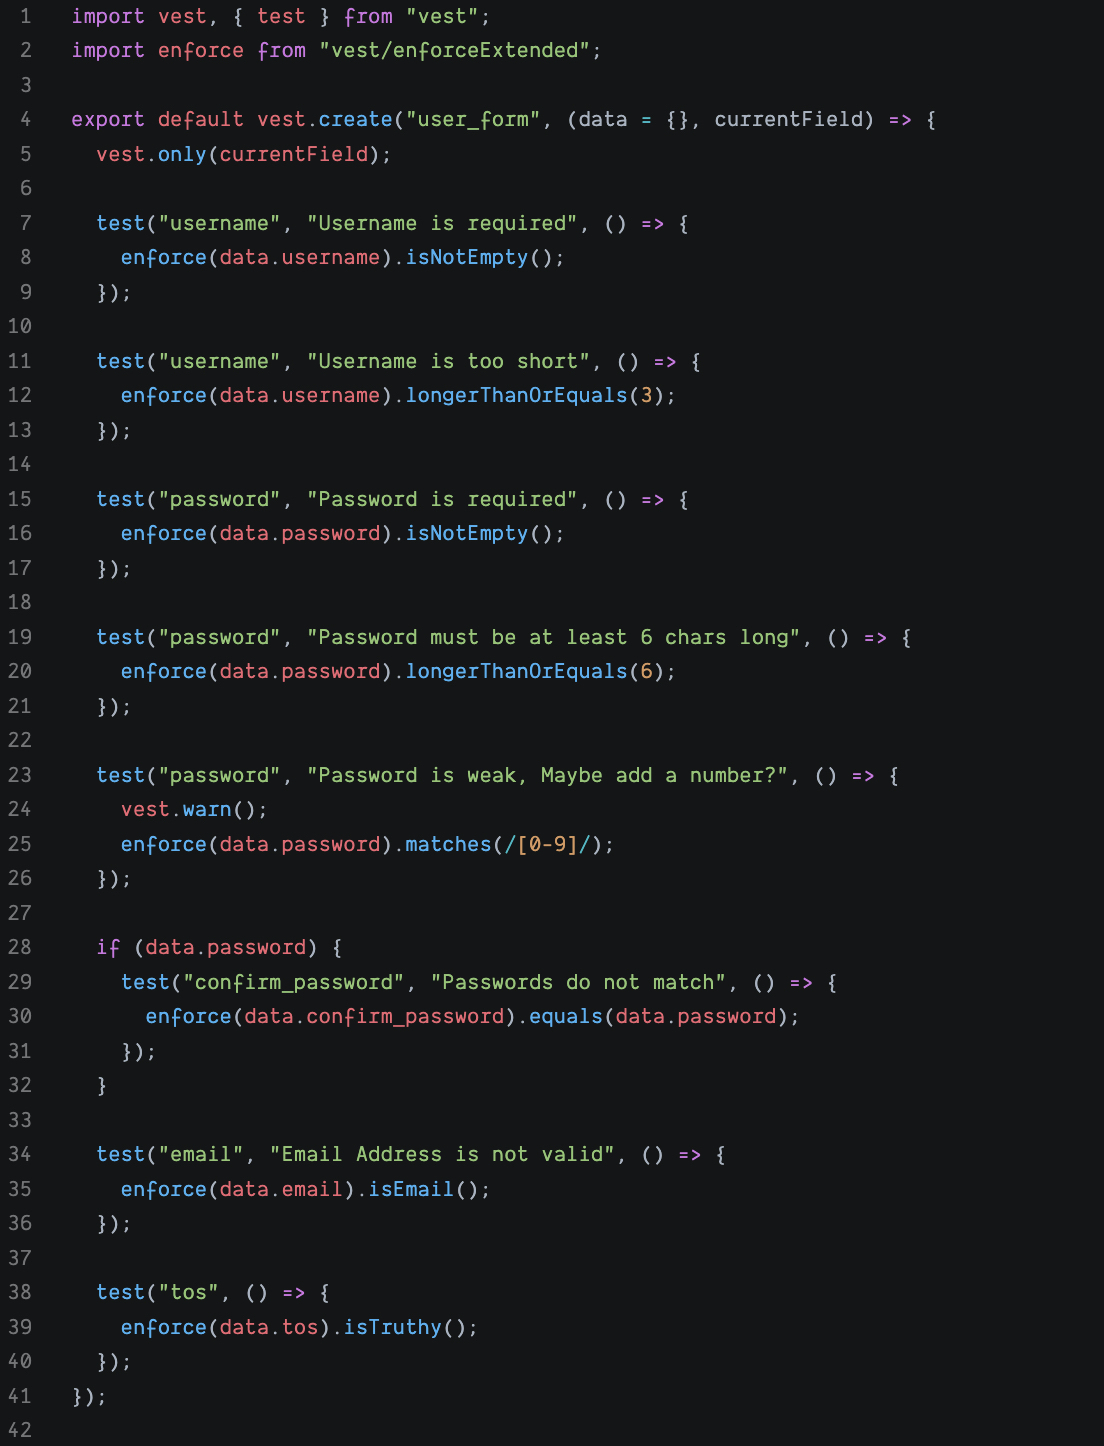 1 import vest, { test } from "vest";
2 import enforce from "vest/enforceExtended";
3
4 export default vest.create("user_form", (data = {}, currentField) => {
5   vest.only(currentField);
6
7   test("username", "Username is required", () => {
8     enforce(data.username).isNotEmpty();
9   });
10
11   test("username", "Username is too short", () => {
12     enforce(data.username).longerThanOrEquals(3);
13   });
14
15   test("password", "Password is required", () => {
16     enforce(data.password).isNotEmpty();
17   });
18
19   test("password", "Password must be at least 6 chars long", () => {
20     enforce(data.password).longerThanOrEquals(6);
21   });
22
23   test("password", "Password is weak, Maybe add a number?", () => {
24     vest.warn();
25     enforce(data.password).matches(/[0-9]/);
26   });
27
28   if (data.password) {
29     test("confirm_password", "Passwords do not match", () => {
30       enforce(data.confirm_password).equals(data.password);
31     });
32   }
33
34   test("email", "Email Address is not valid", () => {
35     enforce(data.email).isEmail();
36   });
37
38   test("tos", () => {
39     enforce(data.tos).isTruthy();
40   });
41 });
42